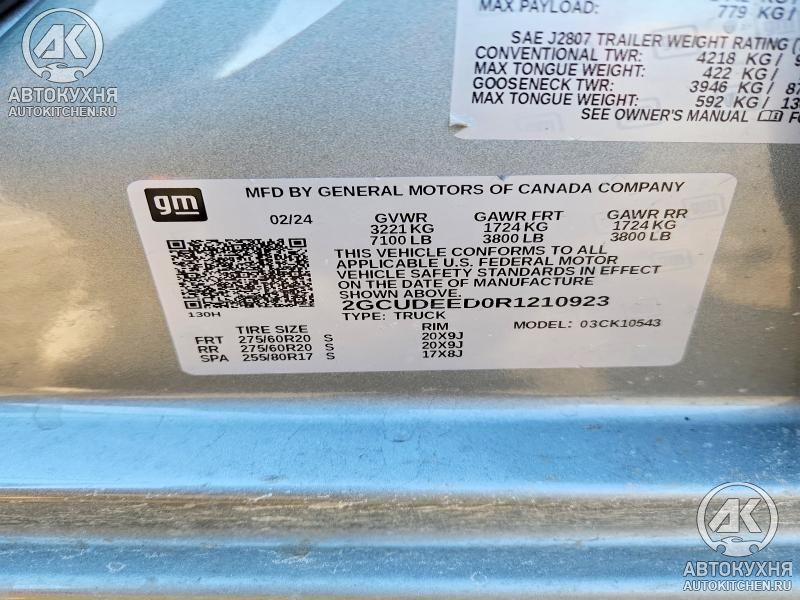 MAX PAYLOAD: 779 KG /
SAE J2807 TRAILER WEIGHT RATING (
CONVENTIONAL TWR: 4218 KG / 9
MAX TONGUE WEIGHT: 422 KG /
GOOSENECK TWR: 3946 KG / 87
MAX TONGUE WEIGHT: 592 KG / 13
SEE OWNER'S MANUAL
AK
АВТОКУХНЯ
AUTOKITCHEN.RU
gm
MFD BY GENERAL MOTORS OF CANADA COMPANY
02/24 GVWR GAWR FRT GAWR RR
3221 KG 1724 KG 1724 KG
7100 LB 3800 LB 3800 LB
THIS VEHICLE CONFORMS TO ALL
APPLICABLE U.S. FEDERAL MOTOR
VEHICLE SAFETY STANDARDS IN EFFECT
ON THE DATE OF MANUFACTURE
SHOWN ABOVE.
2GCUDEED0R1210923
130H
TYPE: TRUCK MODEL: 03CK10543
TIRE SIZE RIM
FRT 275/60R20 S 20X9J
RR 275/60R20 S 20X9J
SPA 255/80R17 S 17X8J
AK
АВТОКУХНЯ
AUTOKITCHEN.RU